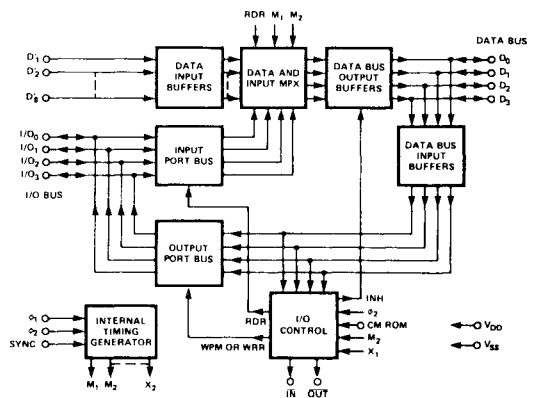 RDR M₁ M₂
DATA BUS
D'₁
D'₂
D'₈
DATA
INPUT
BUFFERS
DATA AND
INPUT MPX
DATA BUS
OUTPUT
BUFFERS
D₀
D₁
D₂
D₃
I/O₀
I/O₁
I/O₂
I/O₃
I/O BUS
INPUT
PORT BUS
DATA BUS
INPUT
BUFFERS
OUTPUT
PORT BUS
RDR
WPM OR WRR
I/O
CONTROL
INH
φ₂
CM ROM
M₂
X₁
IN OUT
V_DD
V_SS
φ₁
φ₂
SYNC
INTERNAL
TIMING
GENERATOR
M₁ M₂ X₂